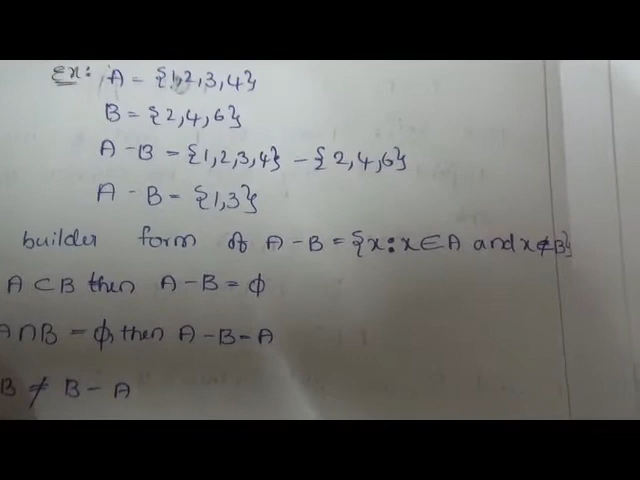 Ex: A = {1,2,3,4}
B = {2,4,6}
A - B = {1,2,3,4} - {2,4,6}
A - B = {1,3}
builder form of A - B = {x:x∈A and x∉B}
A ⊂ B then A - B = ϕ
A∩B = ϕ, then A - B - A
B ≠ B - A